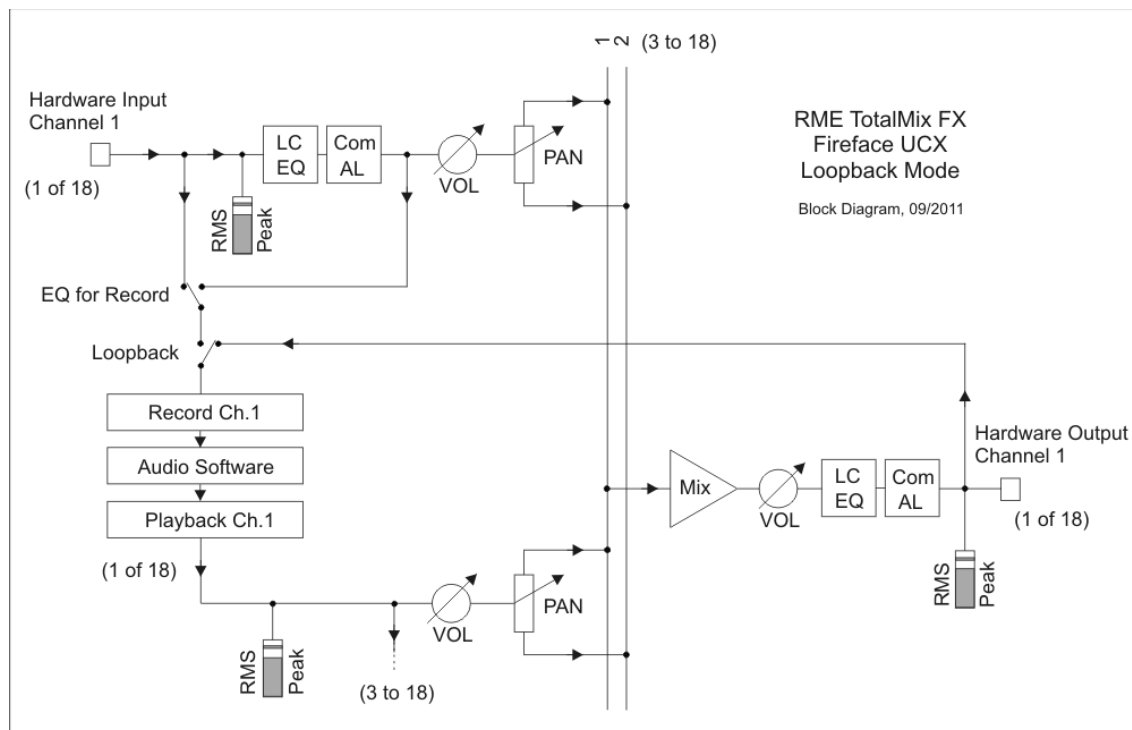 1
2
(3 to 18)
Hardware Input
Channel 1
(1 of 18)
LC
EQ
Com
AL
VOL
PAN
RMS
Peak
RME TotalMix FX
Fireface UCX
Loopback Mode
Block Diagram, 09/2011
EQ for Record
Loopback
Record Ch.1
Audio Software
Playback Ch.1
(1 of 18)
RMS
Peak
(3 to 18)
VOL
PAN
Mix
VOL
LC
EQ
Com
AL
Hardware Output
Channel 1
(1 of 18)
RMS
Peak